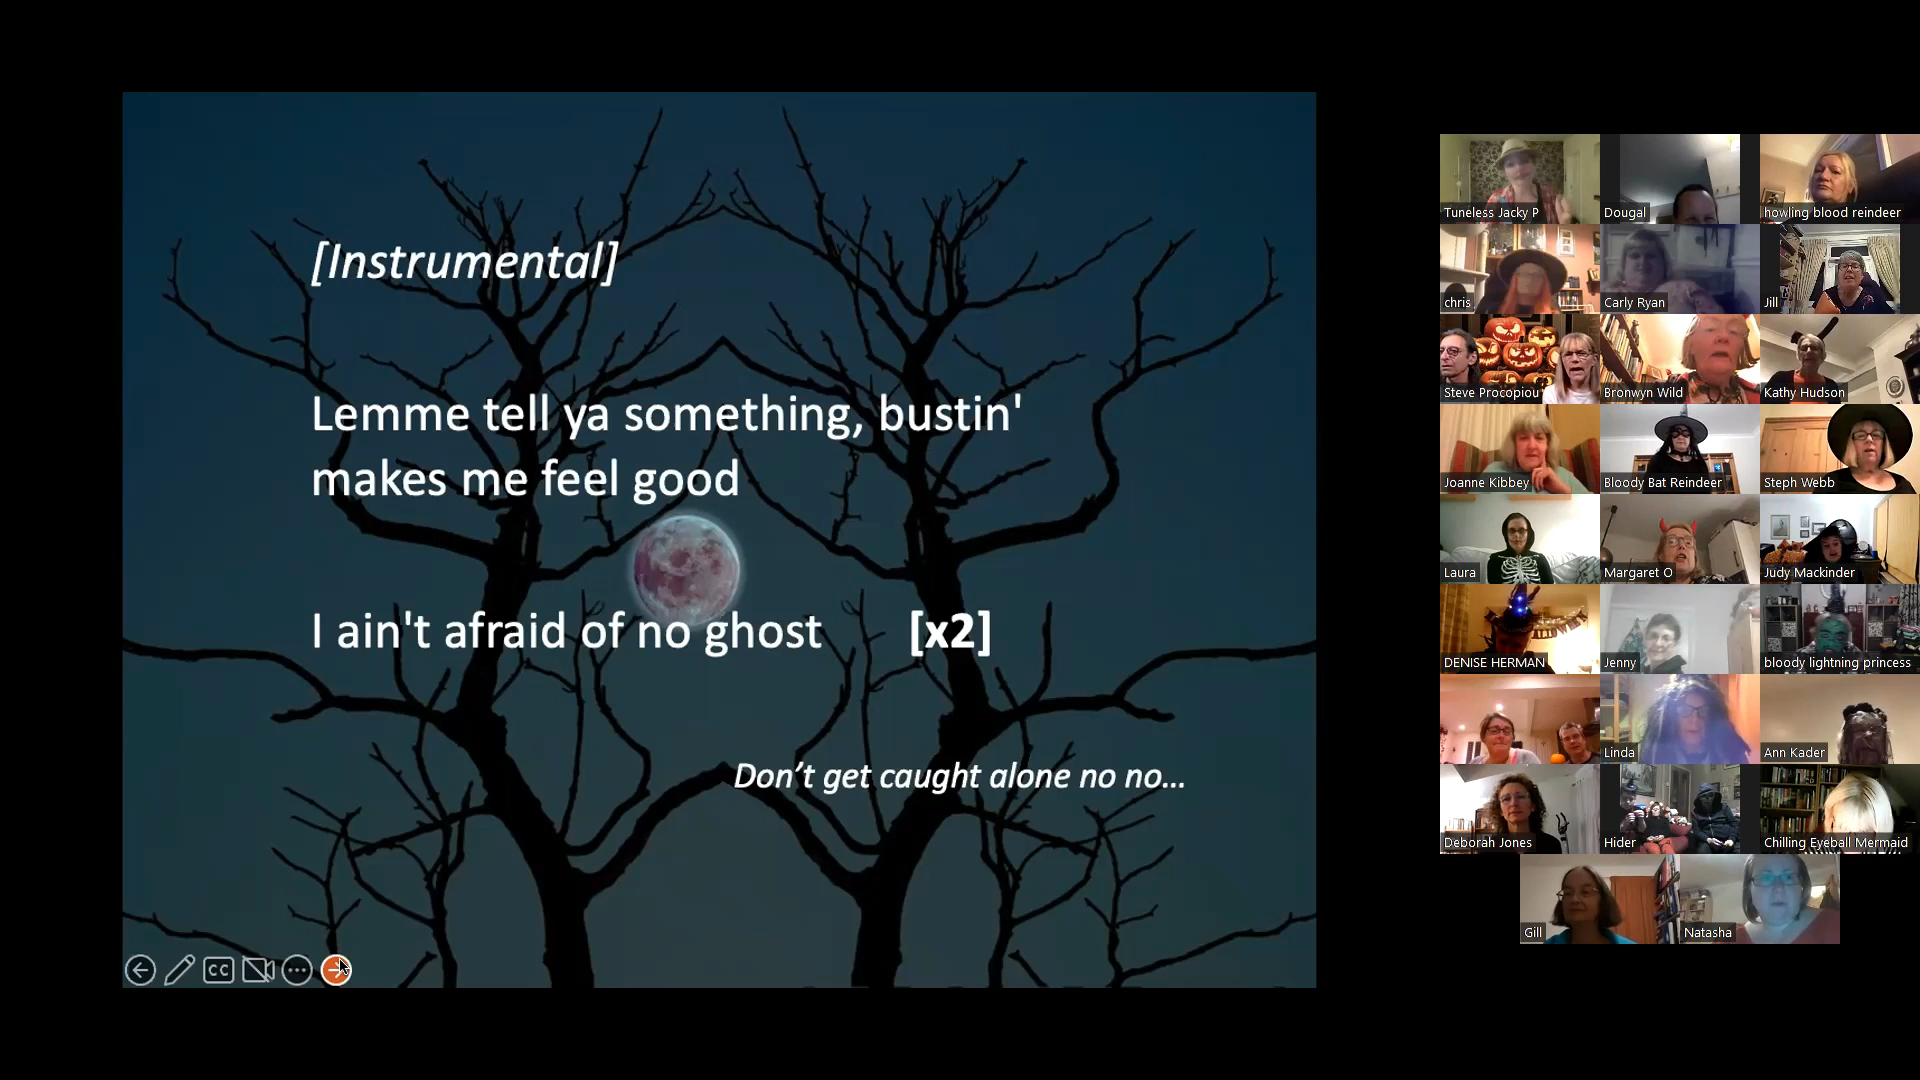 [Instrumental]
Lemme tell ya something, bustin'
makes me feel good
I ain't afraid of no ghost [x2]
Don’t get caught alone no no...
CC
Tuneless Jacky P
Dougal
howling blood reindeer
chris
Carly Ryan
Jill
Steve Procopiou
Bronwyn Wild
Kathy Hudson
Joanne Kibbey
Bloody Bat Reindeer
Steph Webb
Laura
Margaret O
Judy Mackinder
DENISE HERMAN
Jenny
bloody lightning princess
Linda
Ann Kader
Deborah Jones
Hider
Chilling Eyeball Mermaid
Gill
Natasha